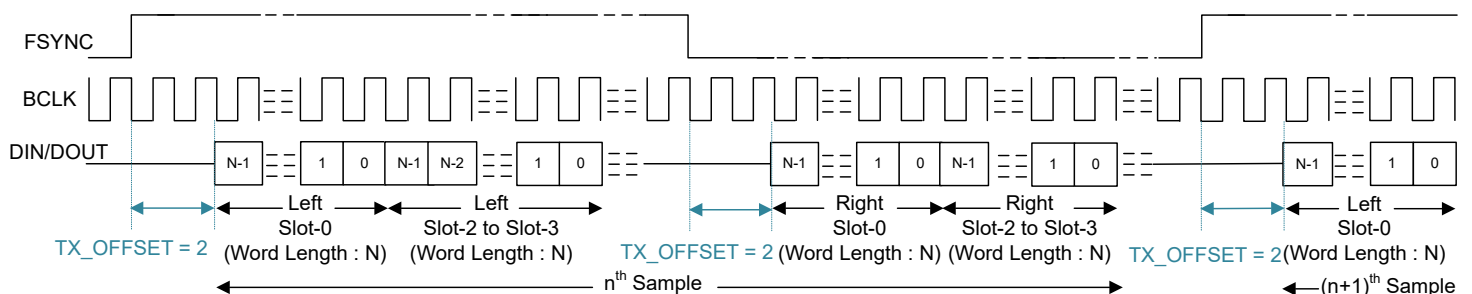 FSYNC
BCLK
DIN/DOUT
N-1 1 0 N-1 N-2 1 0 N-1 1 0 N-1 1 0 N-1 1 0
Left Left Right Right Left
Slot-0 Slot-2 to Slot-3 Slot-0 Slot-2 to Slot-3 Slot-0
TX_OFFSET = 2 (Word Length : N) (Word Length : N) TX_OFFSET = 2 (Word Length : N) (Word Length : N) TX_OFFSET = 2 (Word Length : N)
nth Sample (n+1)th Sample